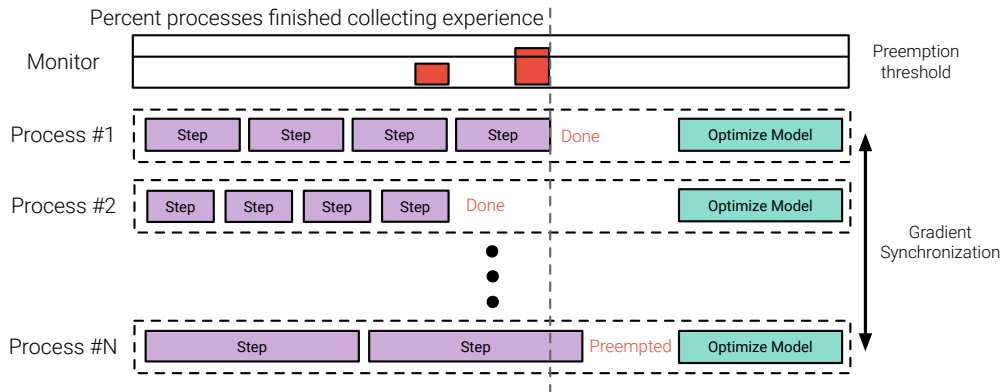 Percent processes finished collecting experience
Monitor
Preemption
threshold
Process #1
Step
Step
Step
Step
Done
Optimize Model
Process #2
Step
Step
Step
Step
Done
Optimize Model
Gradient
Synchronization
Process #N
Step
Step
Preempted
Optimize Model